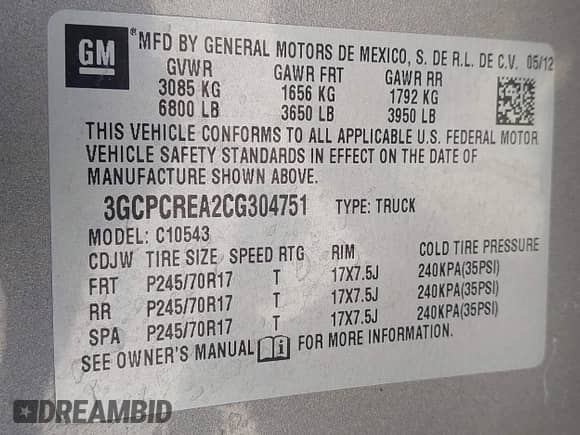 GM
® MFD BY GENERAL MOTORS DE MEXICO, S. DE R.L. DE C.V. 05/12
GVWR GAWR FRT GAWR RR
3085 KG 1656 KG 1792 KG
6800 LB 3650 LB 3950 LB
THIS VEHICLE CONFORMS TO ALL APPLICABLE U.S. FEDERAL MOTOR
VEHICLE SAFETY STANDARDS IN EFFECT ON THE DATE OF
MANUFACTURE SHOWN ABOVE.
3GCPCREA2CG304751 TYPE: TRUCK
MODEL: C10543
CDJW TIRE SIZE SPEED RTG RIM COLD TIRE PRESSURE
FRT P245/70R17 T 17X7.5J 240KPA(35PSI)
RR P245/70R17 T 17X7.5J 240KPA(35PSI)
SPA P245/70R17 T 17X7.5J 240KPA(35PSI)
SEE OWNER'S MANUAL FOR MORE INFORMATION.
DREAMBID